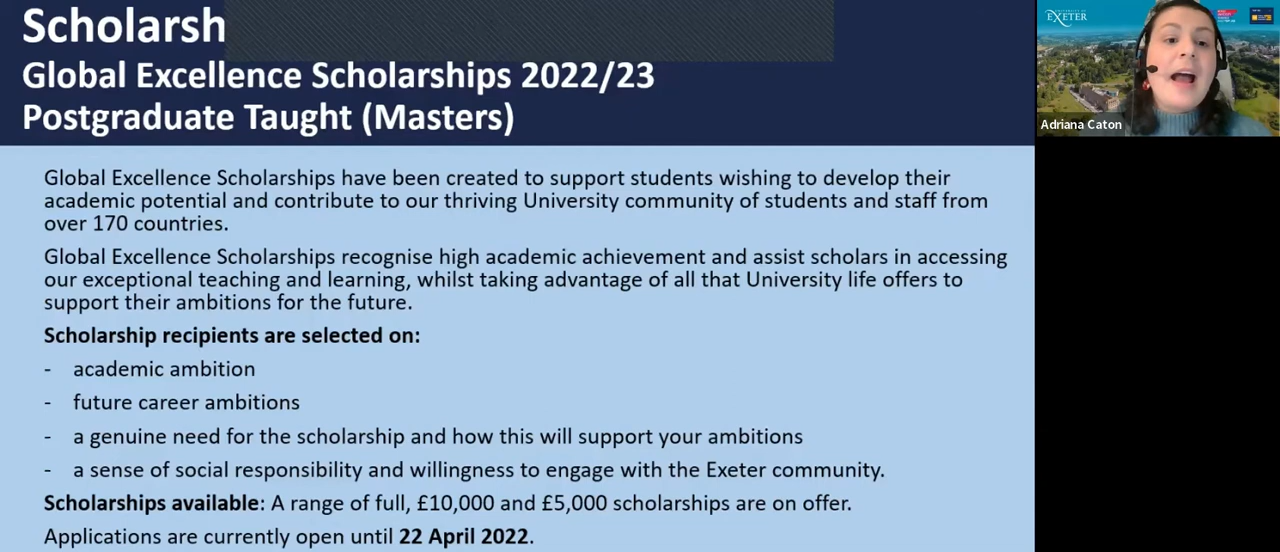 Scholarsh
Global Excellence Scholarships 2022/23
Postgraduate Taught (Masters)
Global Excellence Scholarships have been created to support students wishing to develop their
academic potential and contribute to our thriving University community of students and staff from
over 170 countries.
Global Excellence Scholarships recognise high academic achievement and assist scholars in accessing
our exceptional teaching and learning, whilst taking advantage of all that University life offers to
support their ambitions for the future.
Scholarship recipients are selected on:
- academic ambition
- future career ambitions
- a genuine need for the scholarship and how this will support your ambitions
- a sense of social responsibility and willingness to engage with the Exeter community.
Scholarships available: A range of full, £10,000 and £5,000 scholarships are on offer.
Applications are currently open until 22 April 2022.
UNIVERSITY OF
EXETER
Adriana Caton